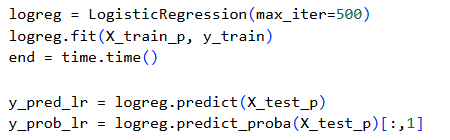 logreg = LogisticRegression(max_iter=500)
logreg.fit(X_train_p, y_train)
end = time.time()
y_pred_lr = logreg.predict(X_test_p)
y_prob_lr = logreg.predict_proba(X_test_p)[:,1]